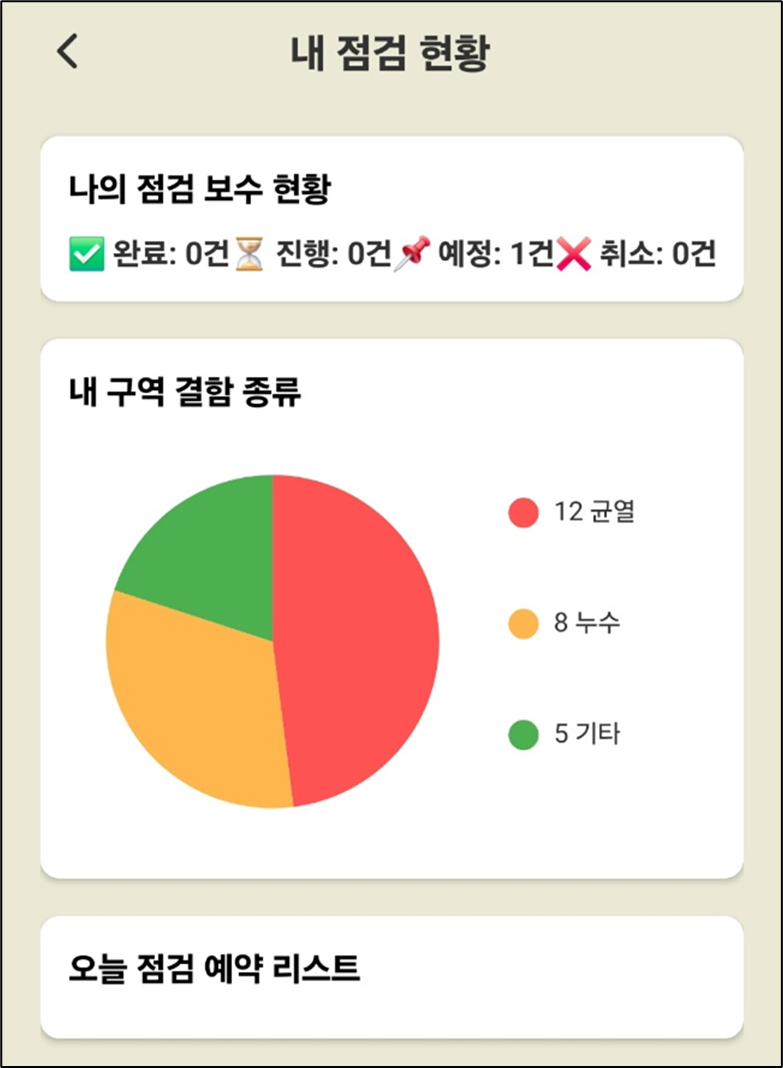 내 점검 현황
나의 점검 보수 현황
✅ 완료: 0건⏳ 진행: 0건📌 예정: 1건❌ 취소: 0건
내 구역 결함 종류
12 균열
8 누수
5 기타
오늘 점검 예약 리스트